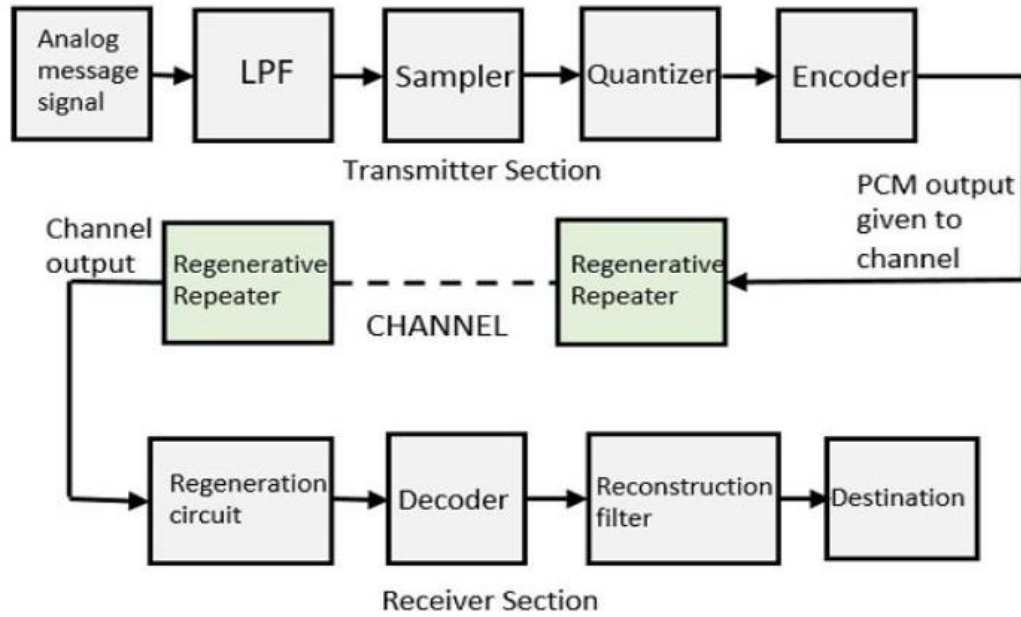 Analog
message
signal
LPF
Sampler
Quantizer
Encoder
Transmitter Section
PCM output
given to
channel
Channel
output
Regenerative
Repeater
CHANNEL
Regenerative
Repeater
Regeneration
circuit
Decoder
Reconstruction
filter
Destination
Receiver Section